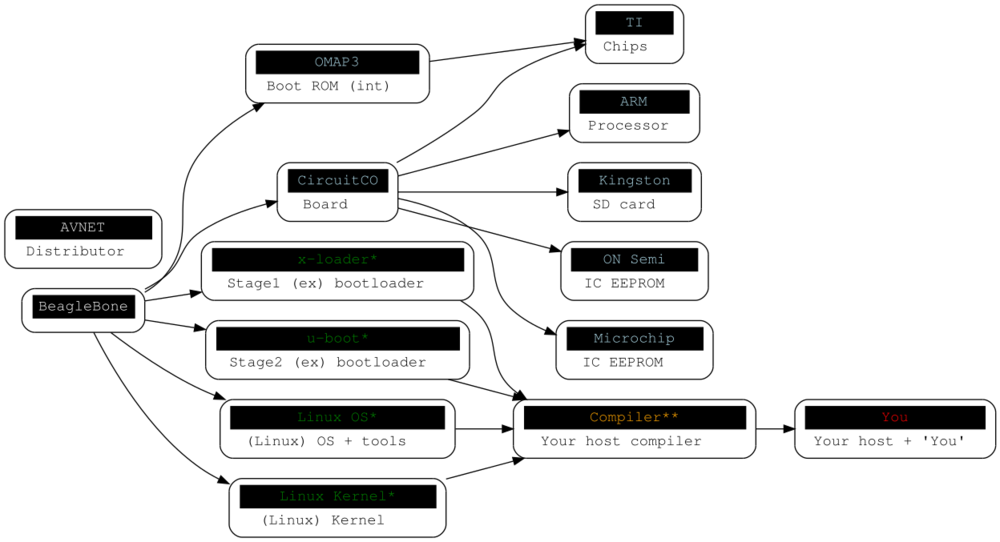 TI
Chips
OMAP3
Boot ROM (int)
ARM
Processor
CircuitCO
Board
Kingston
SD card
AVNET
Distributor
x-loader*
Stage1 (ex) bootloader
ON Semi
IC EEPROM
BeagleBone
u-boot*
Stage2 (ex) bootloader
Microchip
IC EEPROM
Linux OS*
(Linux) OS + tools
Compiler**
Your host compiler
You
Your host + 'You'
Linux Kernel*
(Linux) Kernel